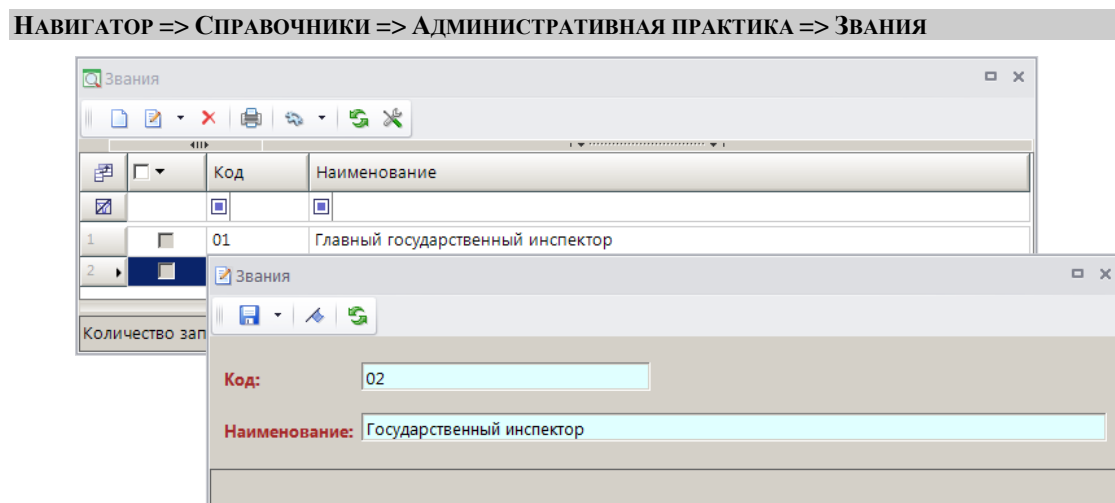 Навигатор => Справочники => Административная практика => Звания
Звания
Код Наименование
1 01 Главный государственный инспектор
2
Звания
Количество зап
Код: 02
Наименование: Государственный инспектор